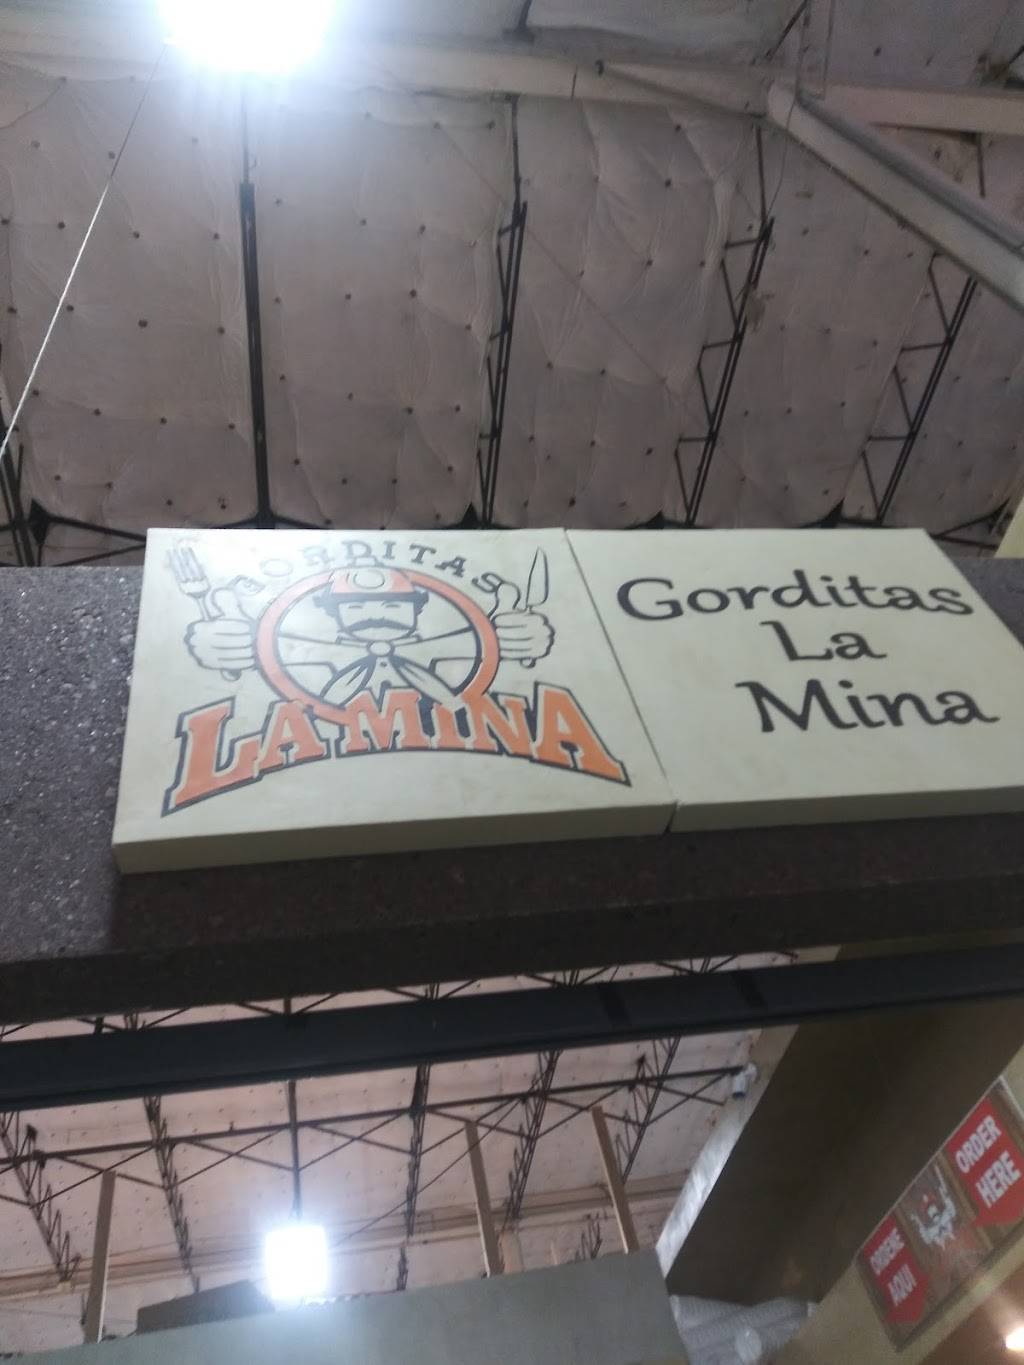 GORDITAS
LA MINA
Gorditas
La
Mina
ORDER
HERE
ORDENE
AQUI